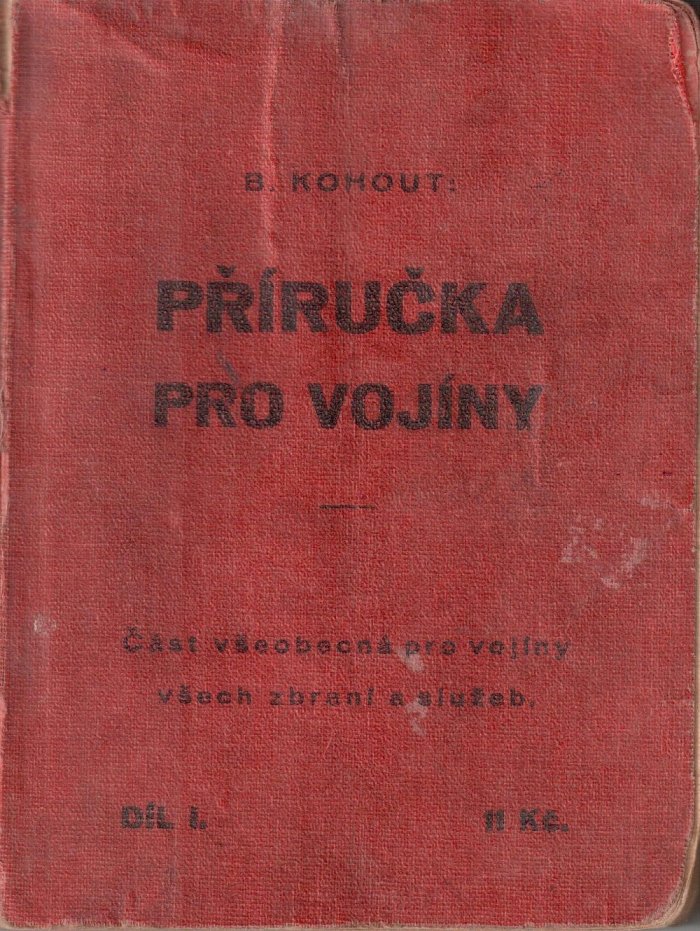 B. KOHOUT:
PŘÍRUČKA
PRO VOJÍNY
Část všeobecná pro vojíny
všech zbraní a služeb.
DÍL I. 11 Kč.